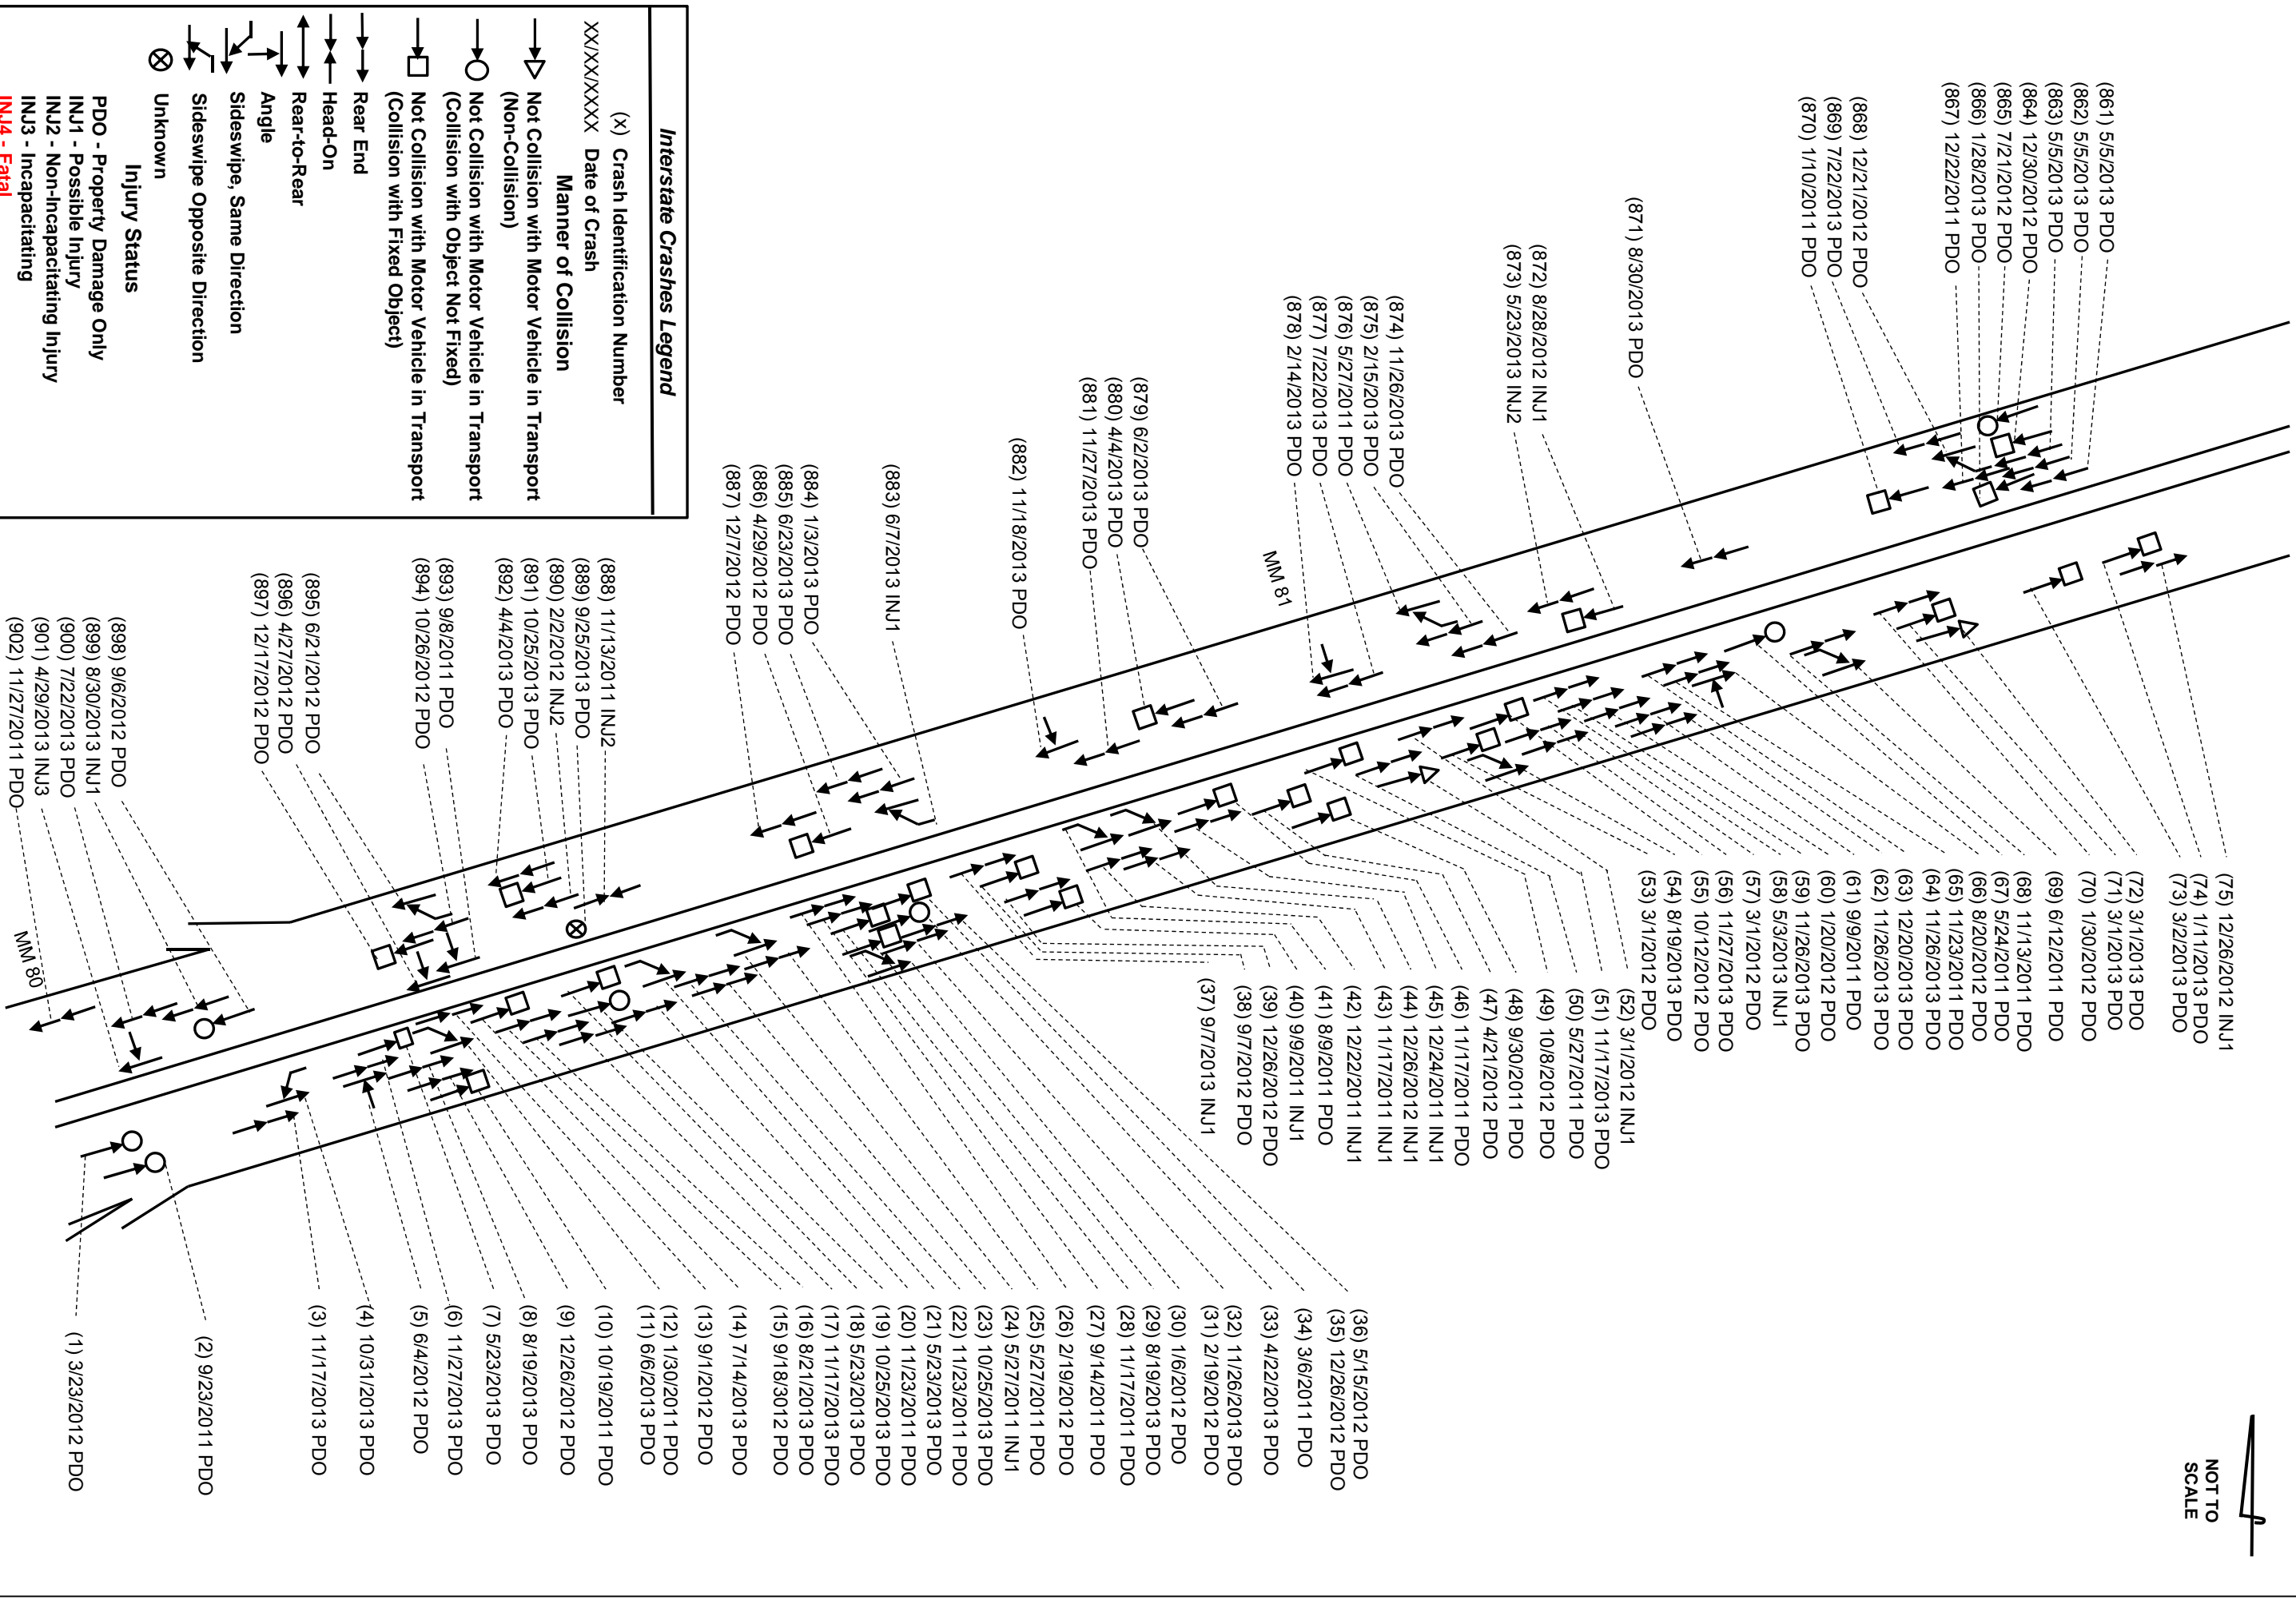 Interstate Crashes Legend
(x) Crash Identification Number
XX/XX/XXXX Date of Crash
Manner of Collision
Not Collision with Motor Vehicle in Transport
(Non-Collision)
Not Collision with Motor Vehicle in Transport
(Collision with Object Not Fixed)
Not Collision with Motor Vehicle in Transport
(Collision with Fixed Object)
Rear End
Head-On
Rear-to-Rear
Angle
Sideswipe, Same Direction
Sideswipe Opposite Direction
Unknown
Injury Status
PDO - Property Damage Only
INJ1 - Possible Injury
INJ2 - Non-Incapacitating Injury
INJ3 - Incapacitating
INJ4 - Fatal
(861) 5/5/2013 PDO
(862) 5/5/2013 PDO
(863) 5/5/2013 PDO
(864) 12/30/2012 PDO
(865) 7/21/2012 PDO
(866) 1/28/2013 PDO
(867) 12/22/2011 PDO
(868) 12/21/2012 PDO
(869) 7/22/2013 PDO
(870) 1/10/2011 PDO
(871) 8/30/2013 PDO
(872) 8/28/2012 INJ1
(873) 5/23/2013 INJ2
(874) 11/26/2013 PDO
(875) 2/15/2013 PDO
(876) 5/27/2011 PDO
(877) 7/22/2013 PDO
(878) 2/14/2013 PDO
MM 81
(879) 6/2/2013 PDO
(880) 4/4/2013 PDO
(881) 11/27/2013 PDO
(882) 11/18/2013 PDO
(883) 6/7/2013 INJ1
(884) 1/3/2013 PDO
(885) 6/23/2013 PDO
(886) 4/29/2012 PDO
(887) 12/7/2012 PDO
(888) 11/13/2011 INJ2
(889) 9/25/2013 PDO
(890) 2/2/2012 INJ2
(891) 10/25/2013 PDO
(892) 4/4/2013 PDO
(893) 9/8/2011 PDO
(894) 10/26/2012 PDO
(895) 6/21/2012 PDO
(896) 4/27/2012 PDO
(897) 12/17/2012 PDO
(898) 9/6/2012 PDO
(899) 8/30/2013 INJ1
(900) 7/22/2013 PDO
(901) 4/29/2013 INJ3
(902) 11/27/2011 PDO
MM 80
(75) 12/26/2012 INJ1
(74) 1/11/2013 PDO
(73) 3/2/2013 PDO
(72) 3/1/2013 PDO
(71) 3/1/2013 PDO
(70) 1/30/2012 PDO
(69) 6/12/2011 PDO
(68) 11/13/2011 PDO
(67) 5/24/2011 PDO
(66) 8/20/2012 PDO
(65) 11/23/2011 PDO
(64) 11/26/2013 PDO
(63) 12/20/2013 PDO
(62) 11/26/2013 PDO
(61) 9/9/2011 PDO
(60) 1/20/2012 PDO
(59) 11/26/2013 PDO
(58) 5/3/2013 INJ1
(57) 3/1/2012 PDO
(56) 11/27/2013 PDO
(55) 10/12/2012 PDO
(54) 8/19/2013 PDO
(53) 3/1/2012 PDO
(52) 3/1/2012 INJ1
(51) 11/17/2013 PDO
(50) 5/27/2011 PDO
(49) 10/8/2012 PDO
(48) 9/30/2011 PDO
(47) 4/21/2012 PDO
(46) 11/17/2011 PDO
(45) 12/24/2011 INJ1
(44) 12/26/2012 INJ1
(43) 11/17/2011 INJ1
(42) 12/22/2011 INJ1
(41) 8/9/2011 PDO
(40) 9/9/2011 INJ1
(39) 12/26/2012 PDO
(38) 9/7/2012 PDO
(37) 9/7/2013 INJ1
(36) 5/15/2012 PDO
(35) 12/26/2012 PDO
(34) 3/6/2011 PDO
(33) 4/22/2013 PDO
(32) 11/26/2013 PDO
(31) 2/19/2012 PDO
(30) 1/6/2012 PDO
(29) 8/19/2013 PDO
(28) 11/17/2011 PDO
(27) 9/14/2011 PDO
(26) 2/19/2012 PDO
(25) 5/27/2011 PDO
(24) 5/27/2011 INJ1
(23) 10/25/2013 PDO
(22) 11/23/2011 PDO
(21) 5/23/2013 PDO
(20) 11/23/2011 PDO
(19) 10/25/2013 PDO
(18) 5/23/2013 PDO
(17) 11/17/2013 PDO
(16) 8/21/2013 PDO
(15) 9/18/3012 PDO
(14) 7/14/2013 PDO
(13) 9/1/2012 PDO
(12) 1/30/2011 PDO
(11) 6/6/2013 PDO
(10) 10/19/2011 PDO
(9) 12/26/2012 PDO
(8) 8/19/2013 PDO
(7) 5/23/2013 PDO
(6) 11/27/2013 PDO
(5) 6/4/2012 PDO
(4) 10/31/2013 PDO
(3) 11/17/2013 PDO
(2) 9/23/2011 PDO
(1) 3/23/2012 PDO
NOT TO
SCALE